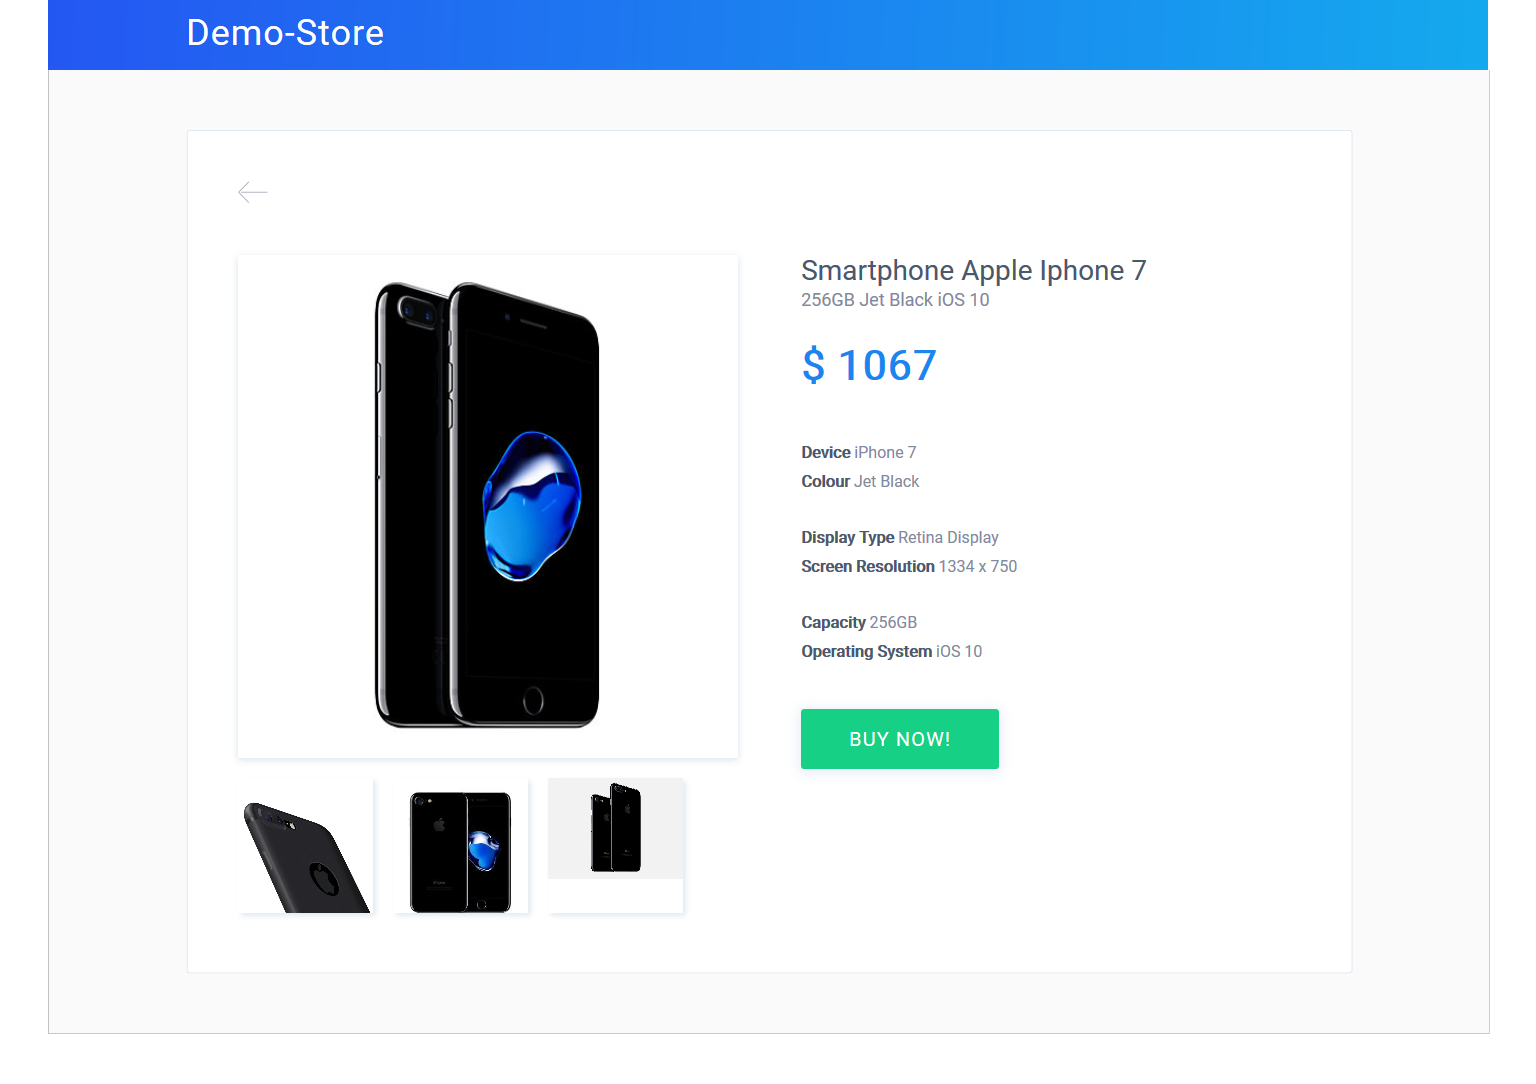 Demo-Store
Smartphone Apple Iphone 7
256GB Jet Black iOS 10
$ 1067
Device iPhone 7
Colour Jet Black
Display Type Retina Display
Screen Resolution 1334 x 750
Capacity 256GB
Operating System iOS 10
BUY NOW!